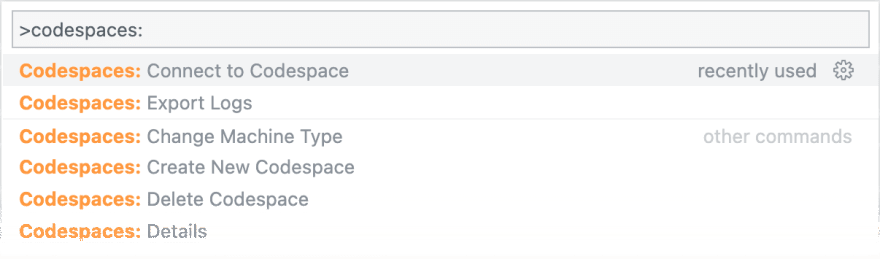 >codespaces:
Codespaces: Connect to Codespace recently used
Codespaces: Export Logs
Codespaces: Change Machine Type other commands
Codespaces: Create New Codespace
Codespaces: Delete Codespace
Codespaces: Details